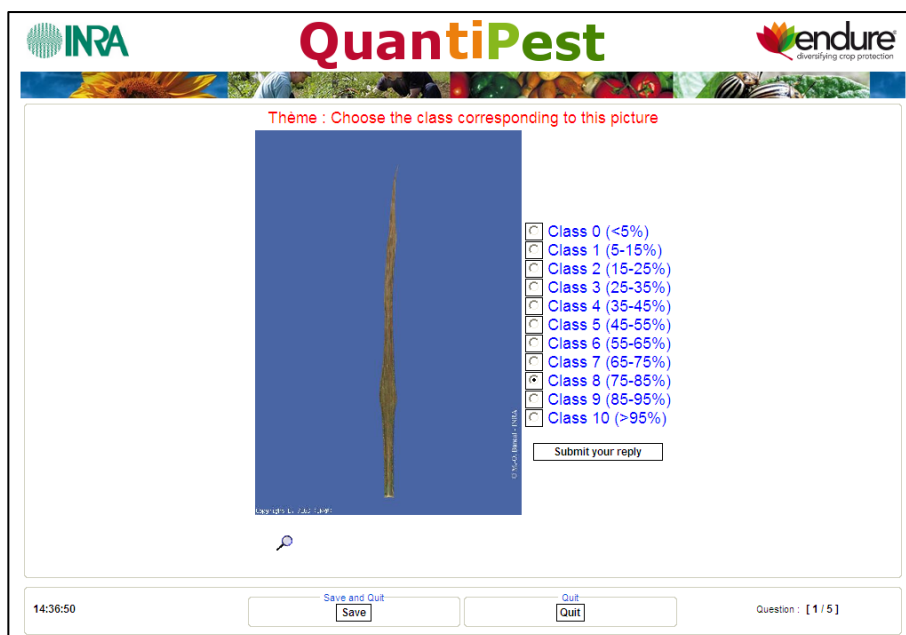 INRA
QuantiPest
endure
diversifying crop protection
Thème : Choose the class corresponding to this picture
Class 0 (<5%)
Class 1 (5-15%)
Class 2 (15-25%)
Class 3 (25-35%)
Class 4 (35-45%)
Class 5 (45-55%)
Class 6 (55-65%)
Class 7 (65-75%)
Class 8 (75-85%)
Class 9 (85-95%)
Class 10 (>95%)
INRA
Submit your reply
14:36:50
Save and Quit
Save
Quit
Quit
Question : [ 1 / 5 ]